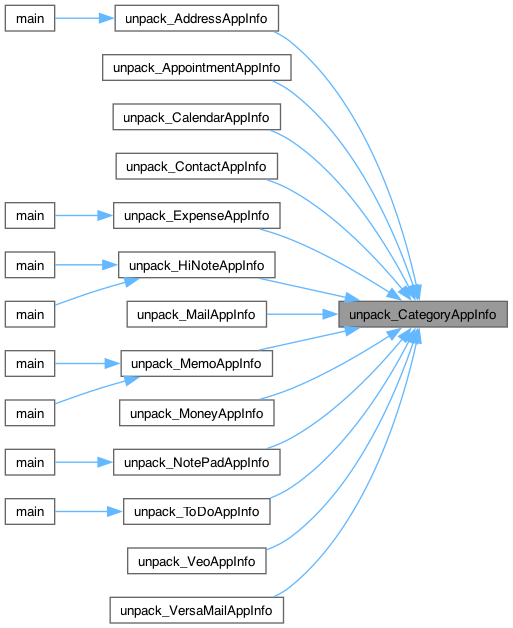 main
unpack_AddressAppInfo
unpack_AppointmentAppInfo
unpack_CalendarAppInfo
unpack_ContactAppInfo
main
unpack_ExpenseAppInfo
main
unpack_HiNoteAppInfo
main
unpack_MailAppInfo
unpack_CategoryAppInfo
main
unpack_MemoAppInfo
main
unpack_MoneyAppInfo
main
unpack_NotePadAppInfo
main
unpack_ToDoAppInfo
unpack_VeoAppInfo
unpack_VersaMailAppInfo